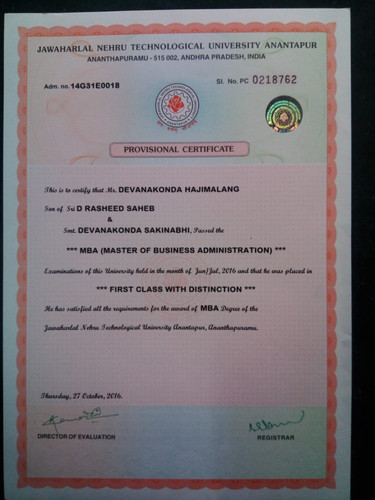 JAWAHARLAL NEHRU TECHNOLOGICAL UNIVERSITY ANANTAPUR
ANANTHAPURAMU - 515 002, ANDHRA PRADESH, INDIA
Adm. no. 14G31E0018
Sl. No. PC 0218762
PROVISIONAL CERTIFICATE
This is to certify that Mr. DEVANAKONDA HAJIMALANG
Son of Sri D RASHEED SAHEB
&
Smt. DEVANAKONDA SAKINABHI, Passed the
*** MBA (MASTER OF BUSINESS ADMINISTRATION) ***
Examinations of this University held in the month of Jun/Jul, 2016 and that he was placed in
*** FIRST CLASS WITH DISTINCTION ***
He has satisfied all the requirements for the award of MBA Degree of the
Jawaharlal Nehru Technological University Anantapur, Ananthapuramu.
Thursday, 27 October, 2016.
DIRECTOR OF EVALUATION
REGISTRAR